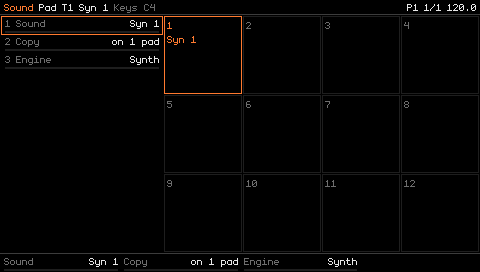 Sound Pad T1 Syn 1 Keys C4 P1 1/1 120.0
1 Sound Syn 1
2 Copy on 1 pad
3 Engine Synth
1 2 3 4
Syn 1
5 6 7 8
9 10 11 12
Sound Syn 1 Copy on 1 pad Engine Synth